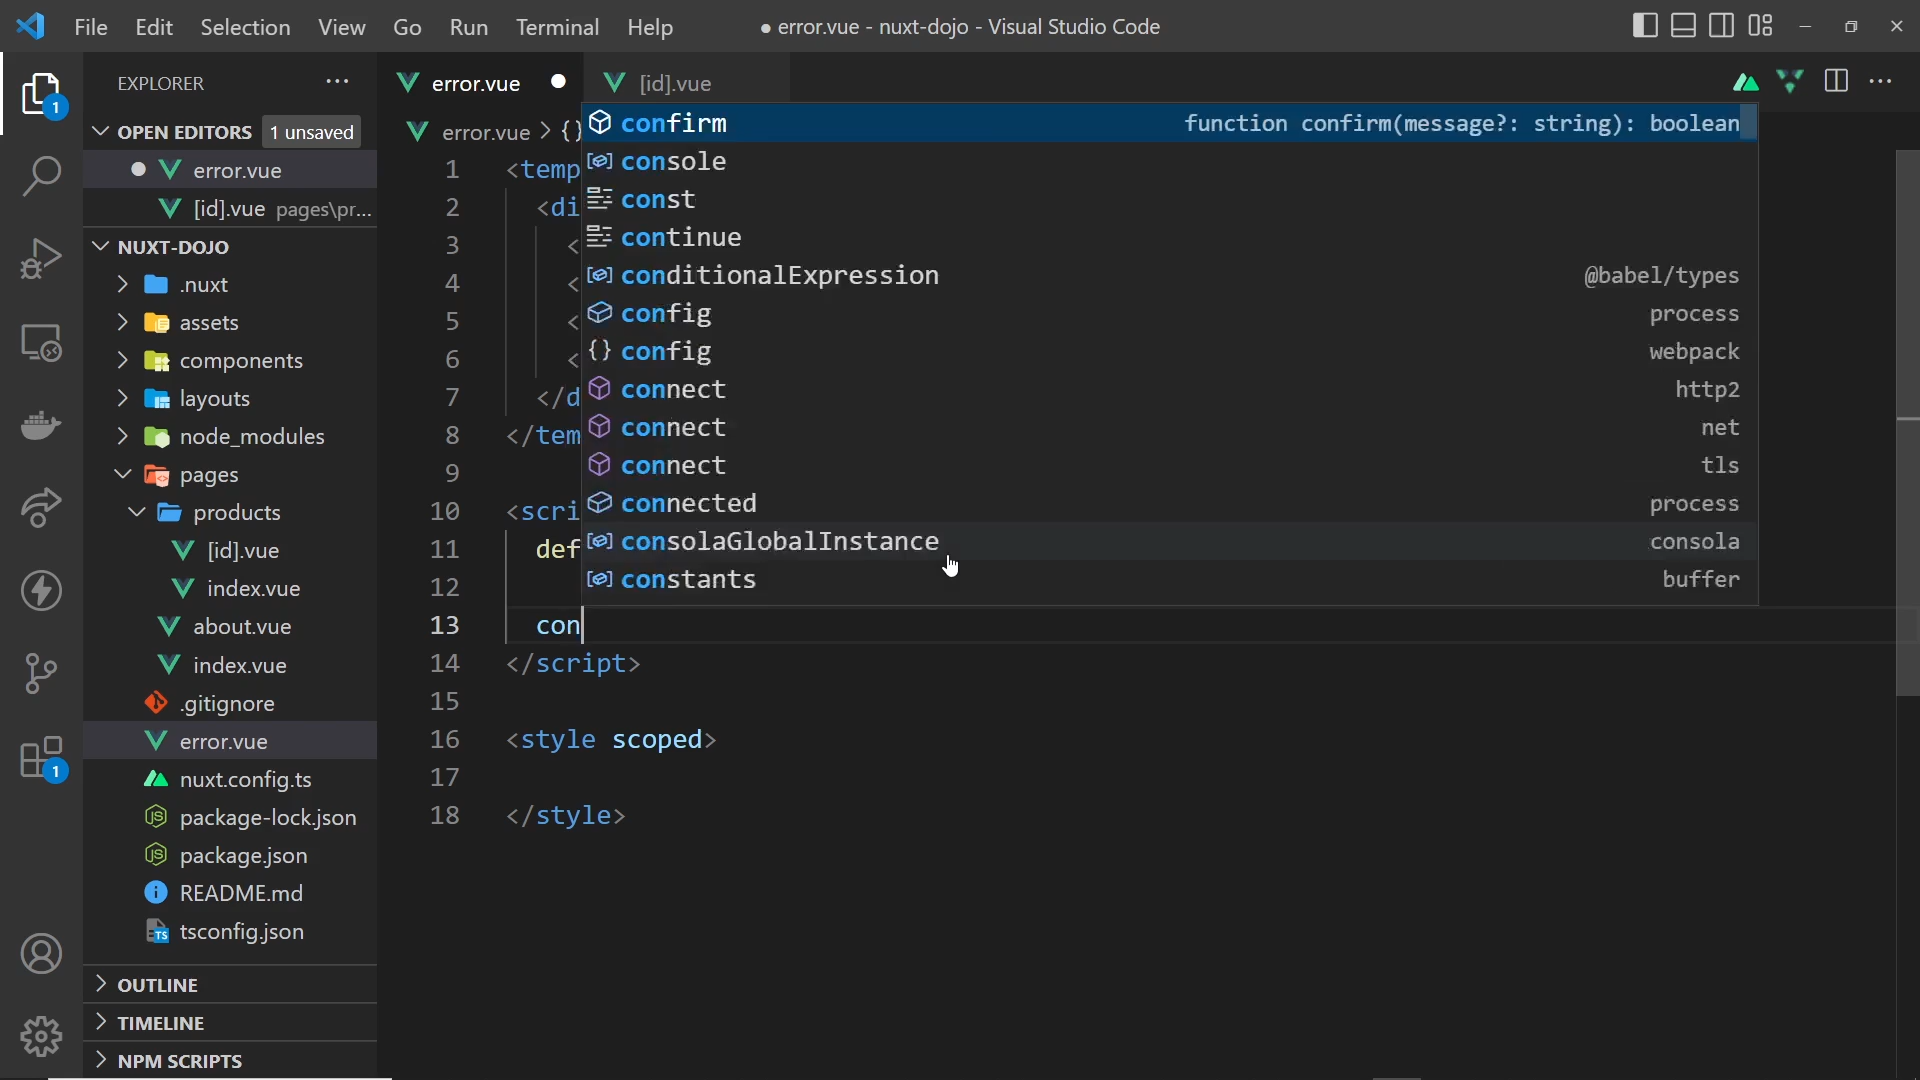 File Edit Selection View Go Run Terminal Help
● error.vue - nuxt-dojo - Visual Studio Code
EXPLORER ···
1
OPEN EDITORS 1 unsaved
error.vue
[id].vue pages\pr...
NUXT-DOJO
.nuxt
assets
components
layouts
node_modules
pages
products
[id].vue
index.vue
about.vue
index.vue
.gitignore
error.vue
nuxt.config.ts
1
package-lock.json
package.json
README.md
tsconfig.json
OUTLINE
TIMELINE
NPM SCRIPTS
error.vue ●
[id].vue
error.vue > {}
1 <temp
2 <di
3 <
4 <
5 <
6 <
7 </d
8 </tem
9
10 <scri
11 def
12
13 con
14 </script>
15
16 <style scoped>
17
18 </style>
confirm function confirm(message?: string): boolean
console
const
continue
conditionalExpression @babel/types
config process
config webpack
connect http2
connect net
connect tls
connected process
consolaGlobalInstance consola
constants buffer